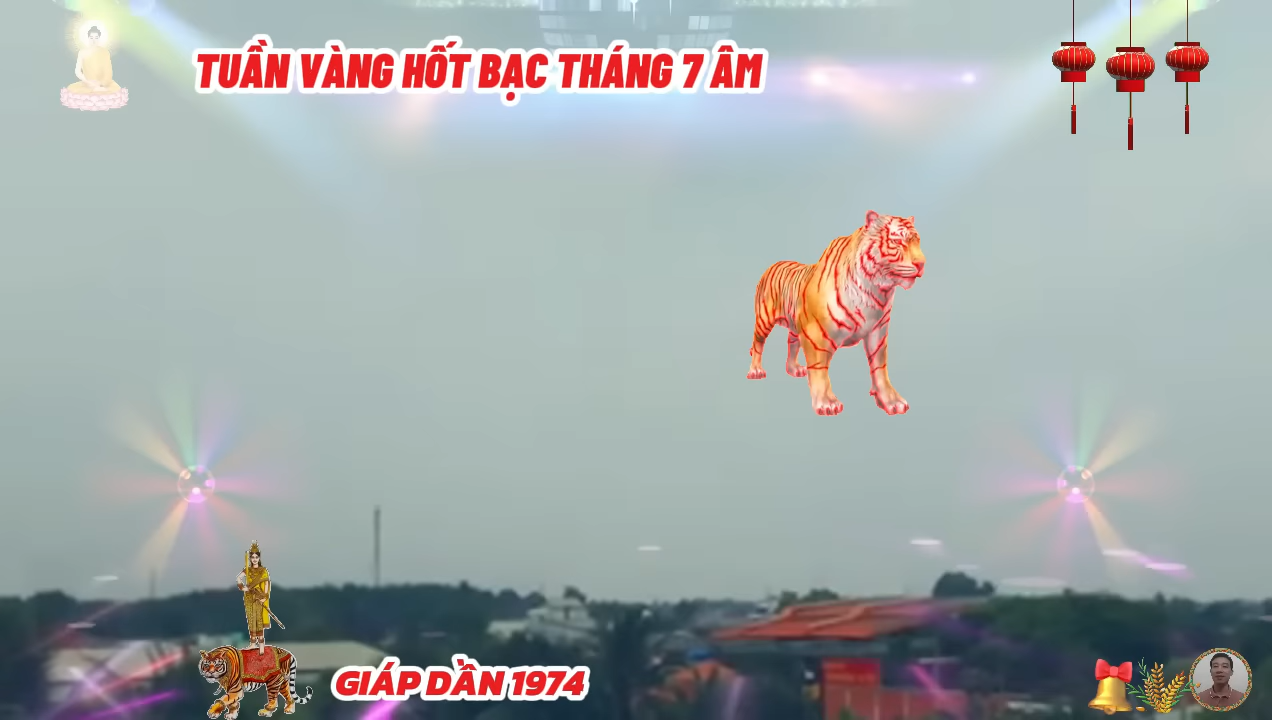 TUẦN VÀNG HỐT BẠC THÁNG 7 ÂM
GIÁP DẦN 1974